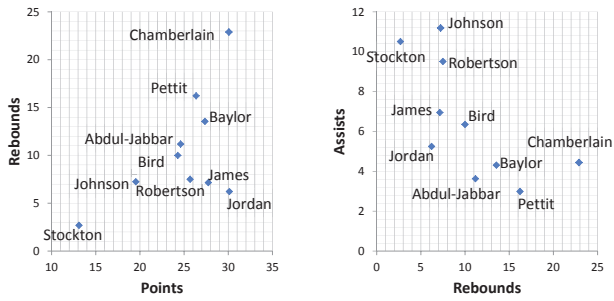 25
20
15
10
5
0
Rebounds
Chamberlain
Pettit
Baylor
Abdul-Jabbar
Bird
James
Johnson
Robertson
Jordan
Stockton
10 15 20 25 30 35
Points
12
10
8
6
4
2
0
Assists
Johnson
Stockton
Robertson
James
Bird
Chamberlain
Jordan
Baylor
Abdul-Jabbar
Pettit
0 5 10 15 20 25
Rebounds